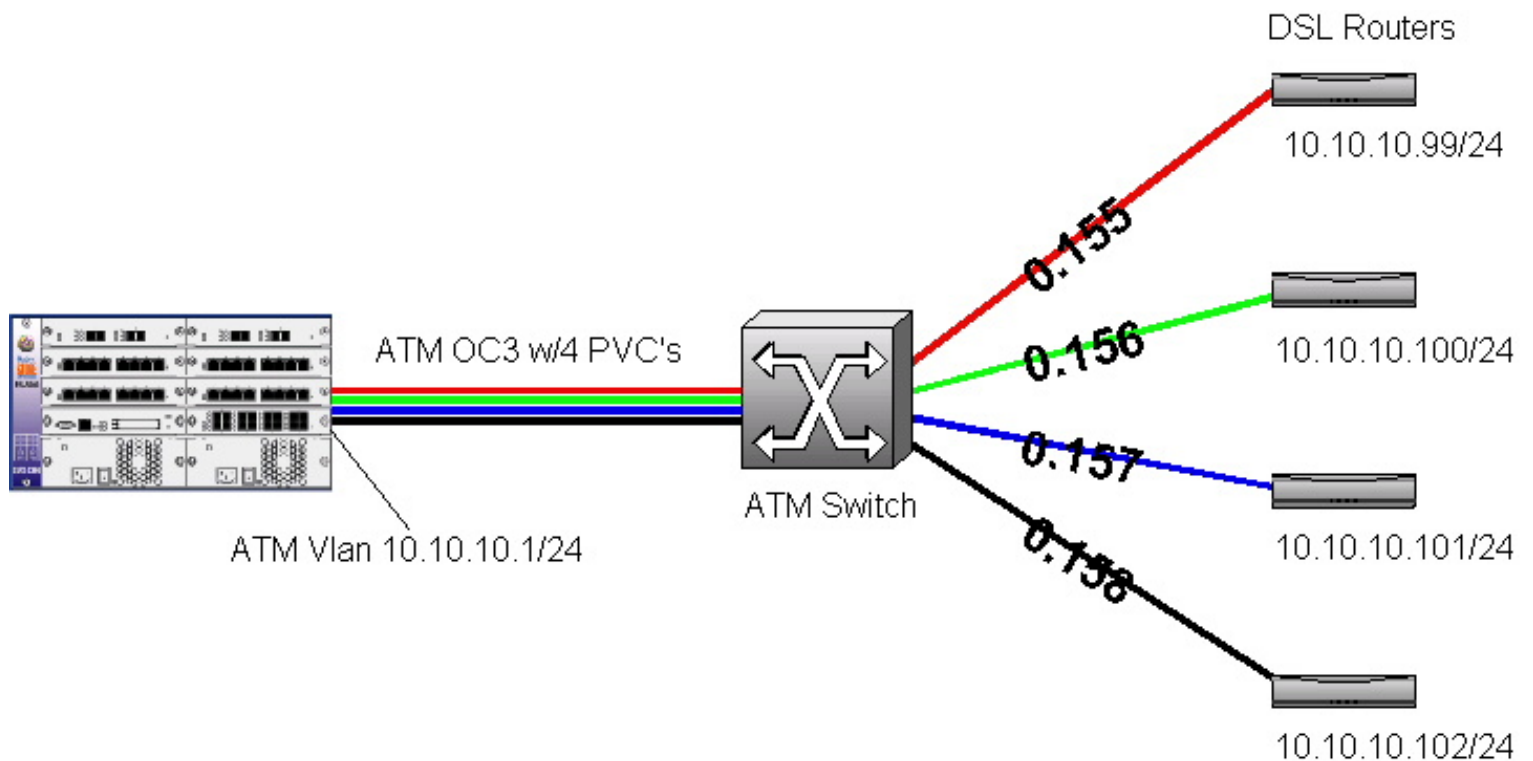 DSL Routers
10.10.10.99/24
0.155
ATM OC3 w/4 PVC's
0.156
10.10.10.100/24
0.157
ATM Switch
10.10.10.101/24
ATM Vlan 10.10.10.1/24
0.158
10.10.10.102/24